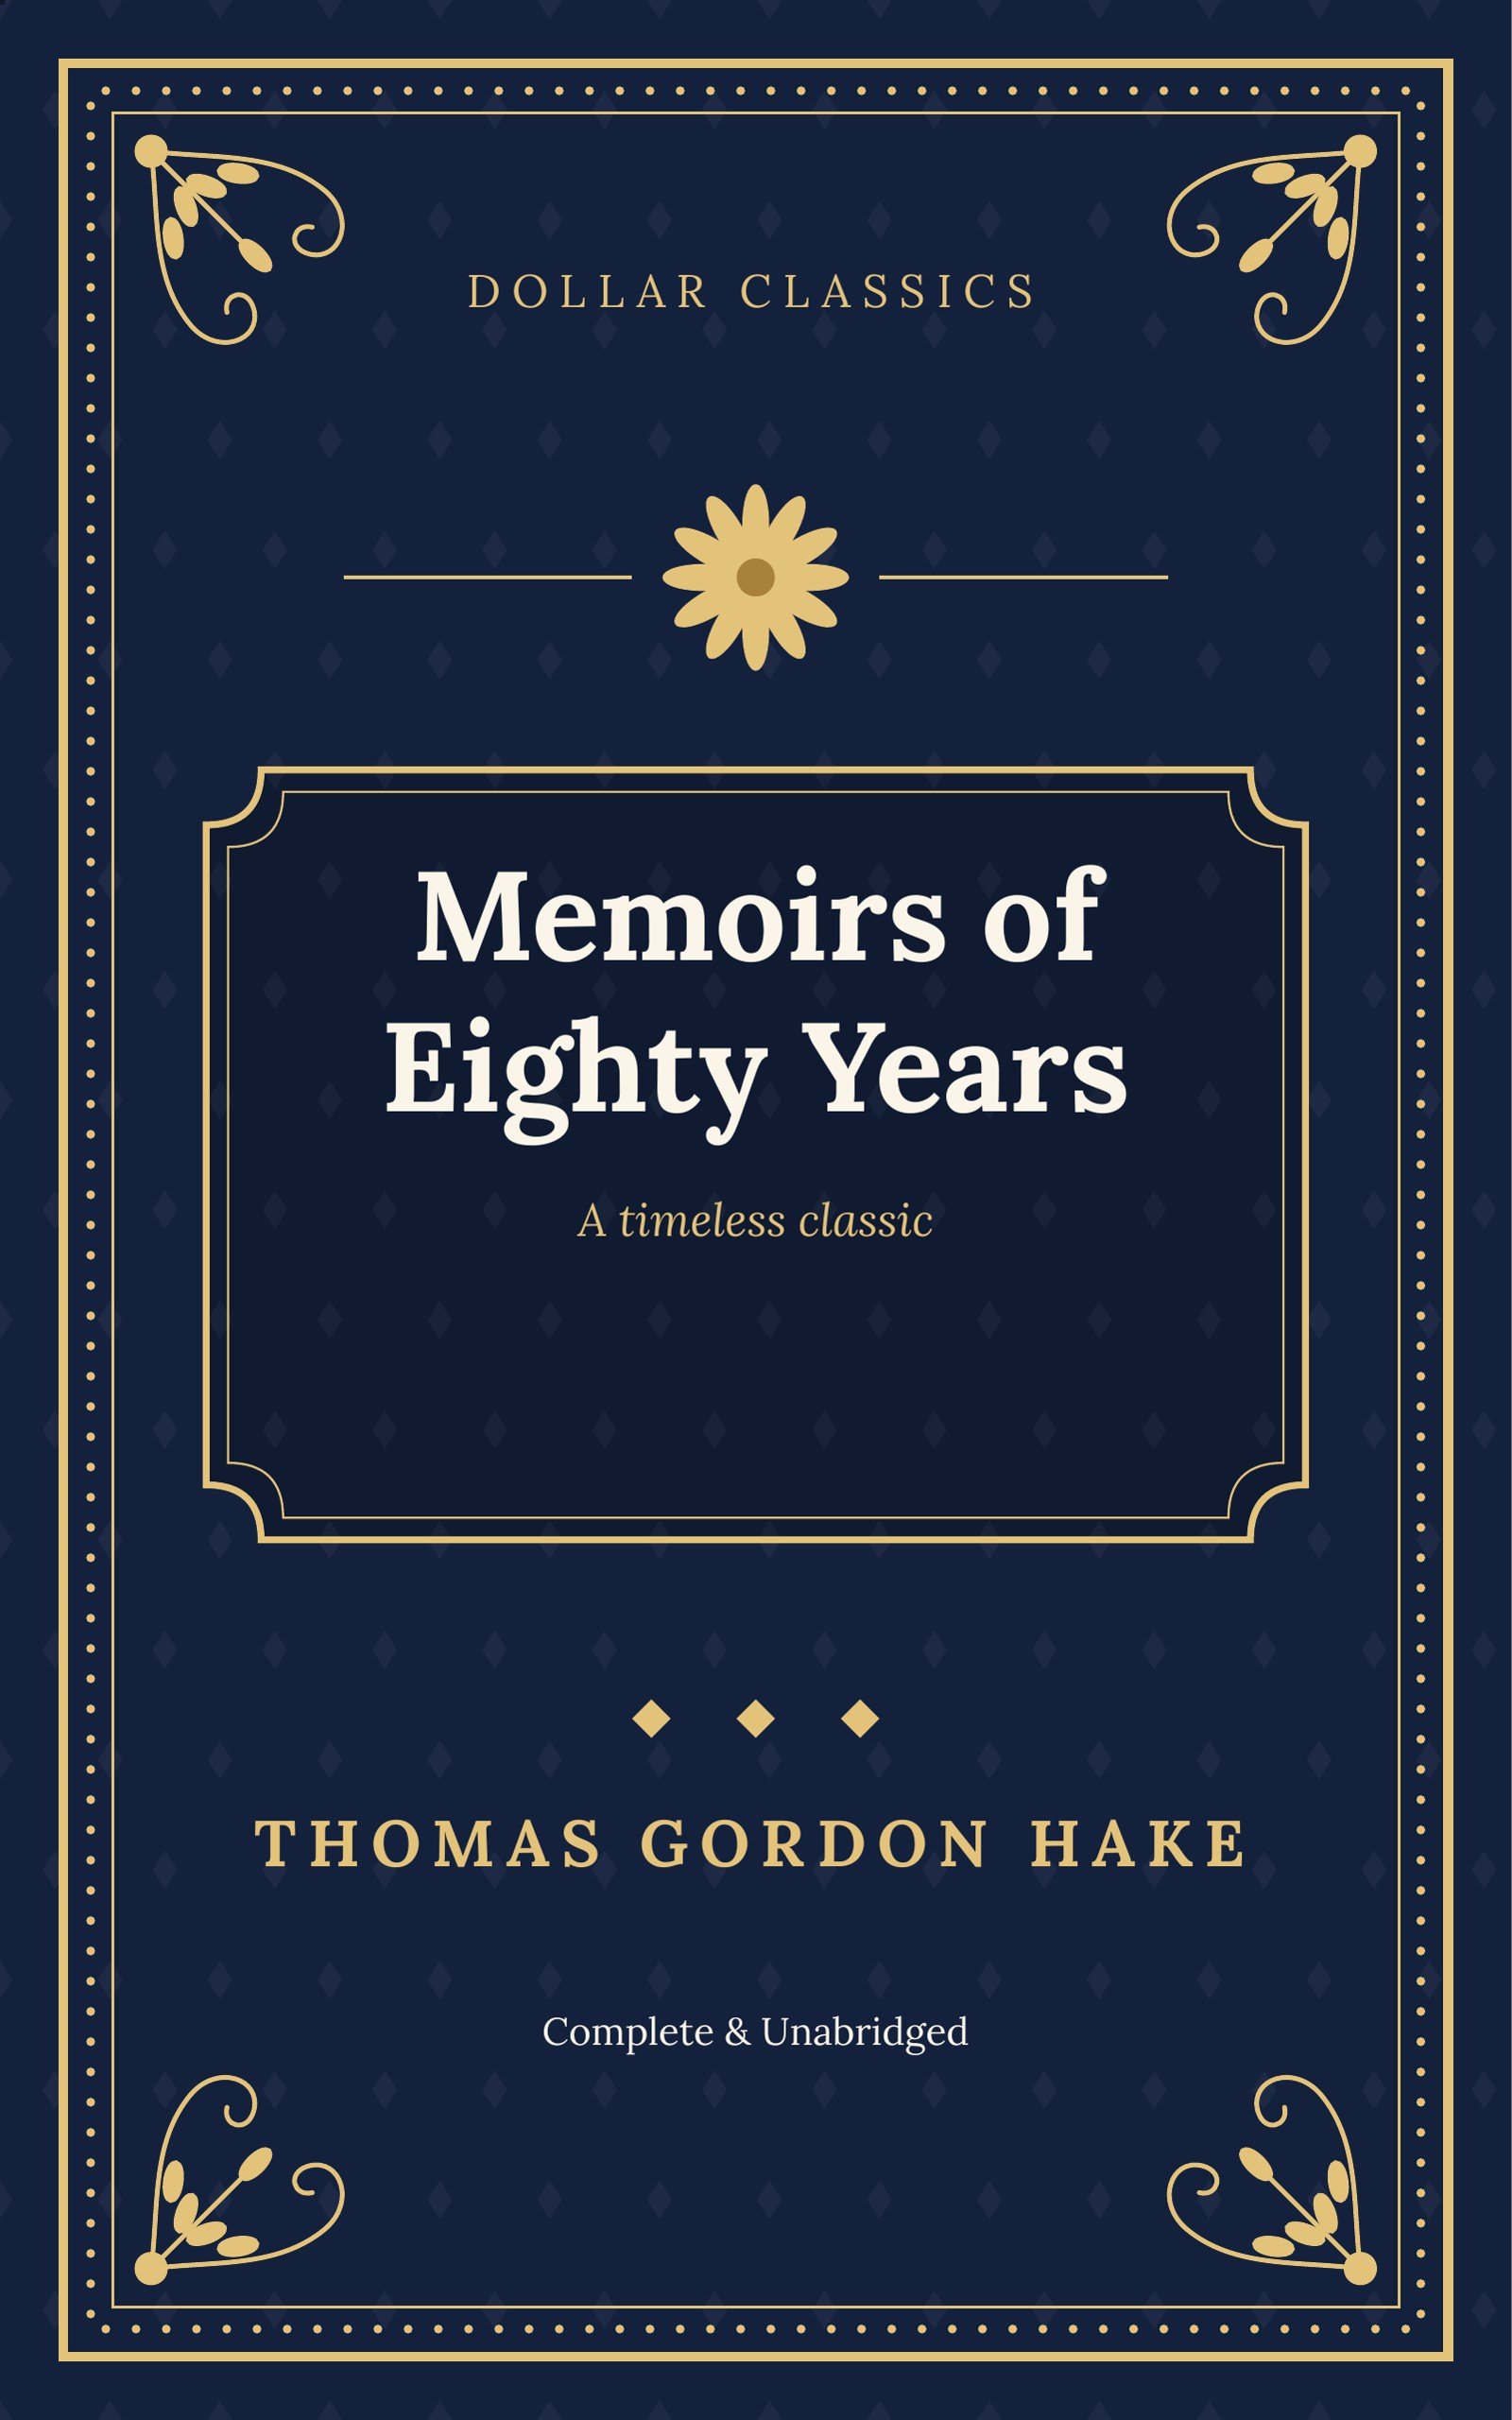 DOLLAR CLASSICS
Memoirs of
Eighty Years
A timeless classic
THOMAS GORDON HAKE
Complete & Unabridged